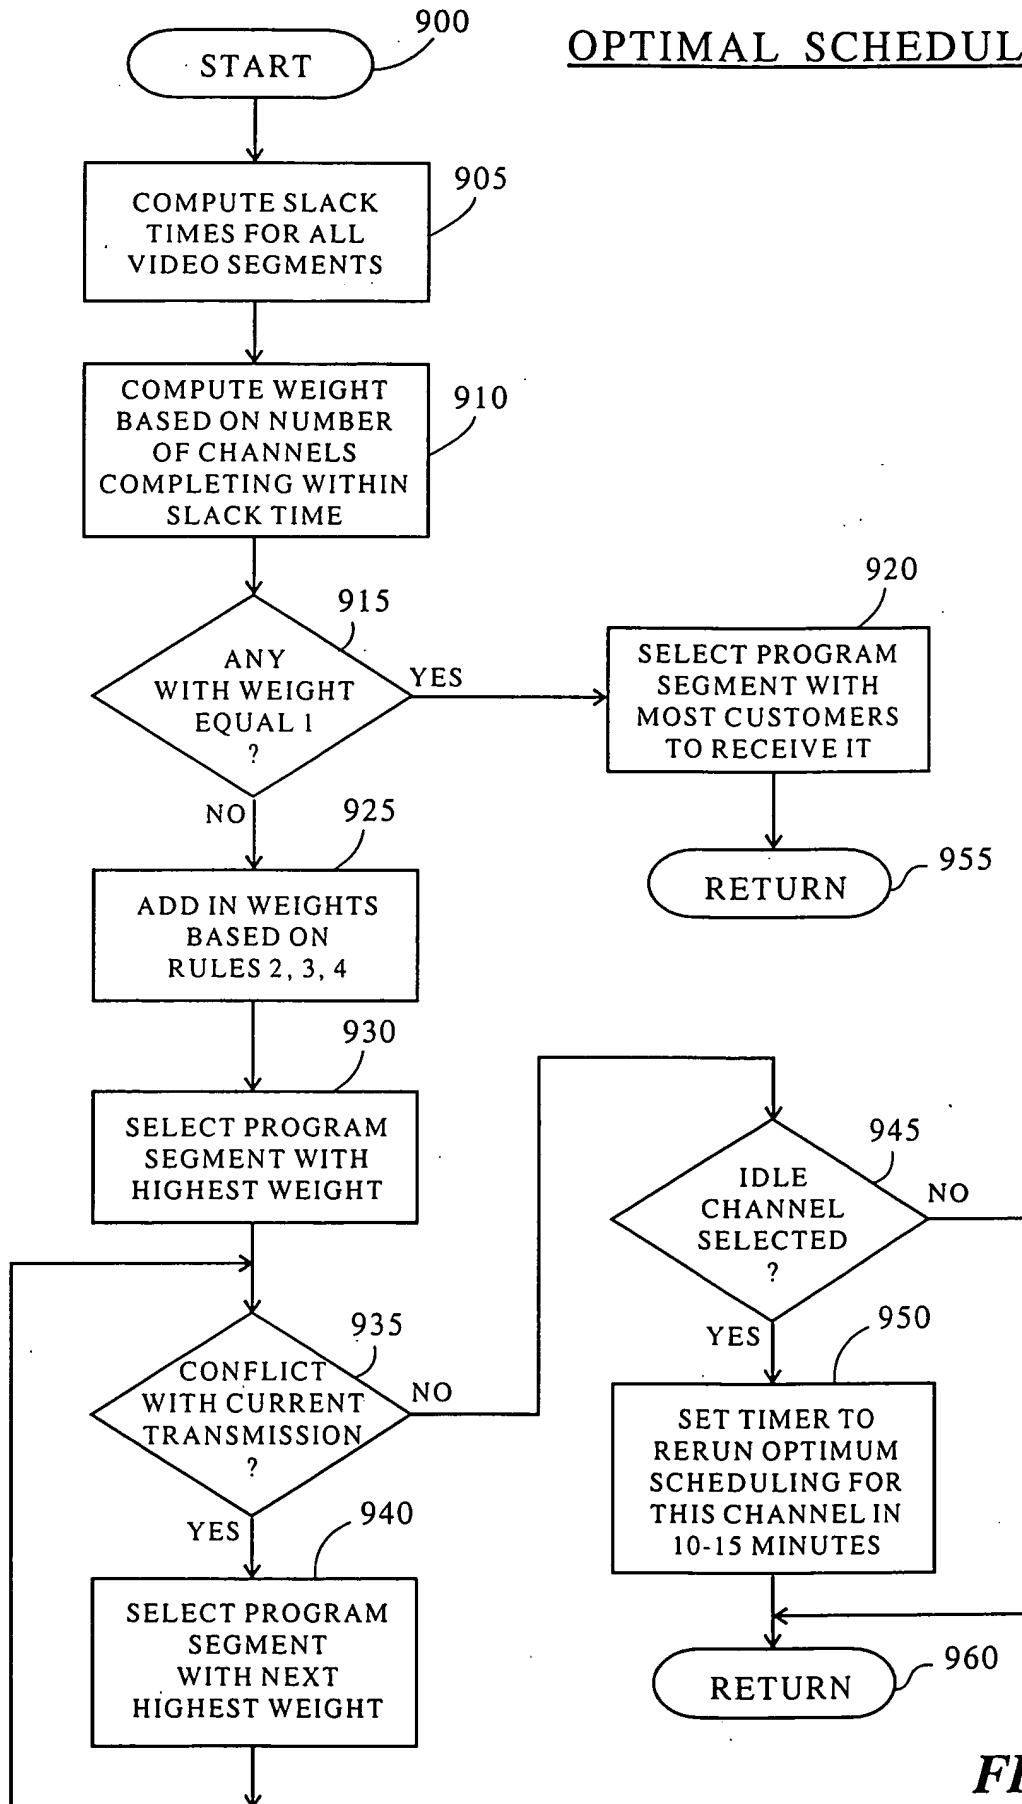 900
START
OPTIMAL SCHEDUL
905
COMPUTE SLACK
TIMES FOR ALL
VIDEO SEGMENTS
910
COMPUTE WEIGHT
BASED ON NUMBER
OF CHANNELS
COMPLETING WITHIN
SLACK TIME
915
ANY
WITH WEIGHT
EQUAL 1
?
YES
NO
920
SELECT PROGRAM
SEGMENT WITH
MOST CUSTOMERS
TO RECEIVE IT
955
RETURN
925
ADD IN WEIGHTS
BASED ON
RULES 2, 3, 4
930
SELECT PROGRAM
SEGMENT WITH
HIGHEST WEIGHT
935
CONFLICT
WITH CURRENT
TRANSMISSION
?
NO
YES
940
SELECT PROGRAM
SEGMENT
WITH NEXT
HIGHEST WEIGHT
945
IDLE
CHANNEL
SELECTED
?
NO
YES
950
SET TIMER TO
RERUN OPTIMUM
SCHEDULING FOR
THIS CHANNEL IN
10-15 MINUTES
960
RETURN
FI